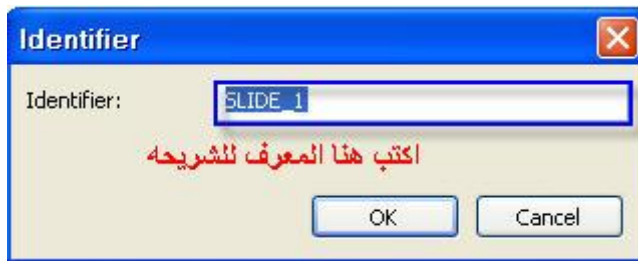 Identifier
Identifier: SLIDE_1
اكتب هنا المعرف للشريحه
OK Cancel